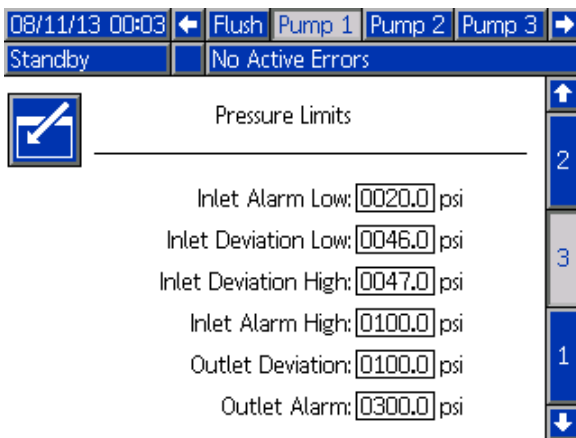 08/11/13 00:03 Flush Pump 1 Pump 2 Pump 3
Standby No Active Errors
Pressure Limits
2
Inlet Alarm Low: 0020.0 psi
Inlet Deviation Low: 0046.0 psi
3
Inlet Deviation High: 0047.0 psi
Inlet Alarm High: 0100.0 psi
1
Outlet Deviation: 0100.0 psi
Outlet Alarm: 0300.0 psi